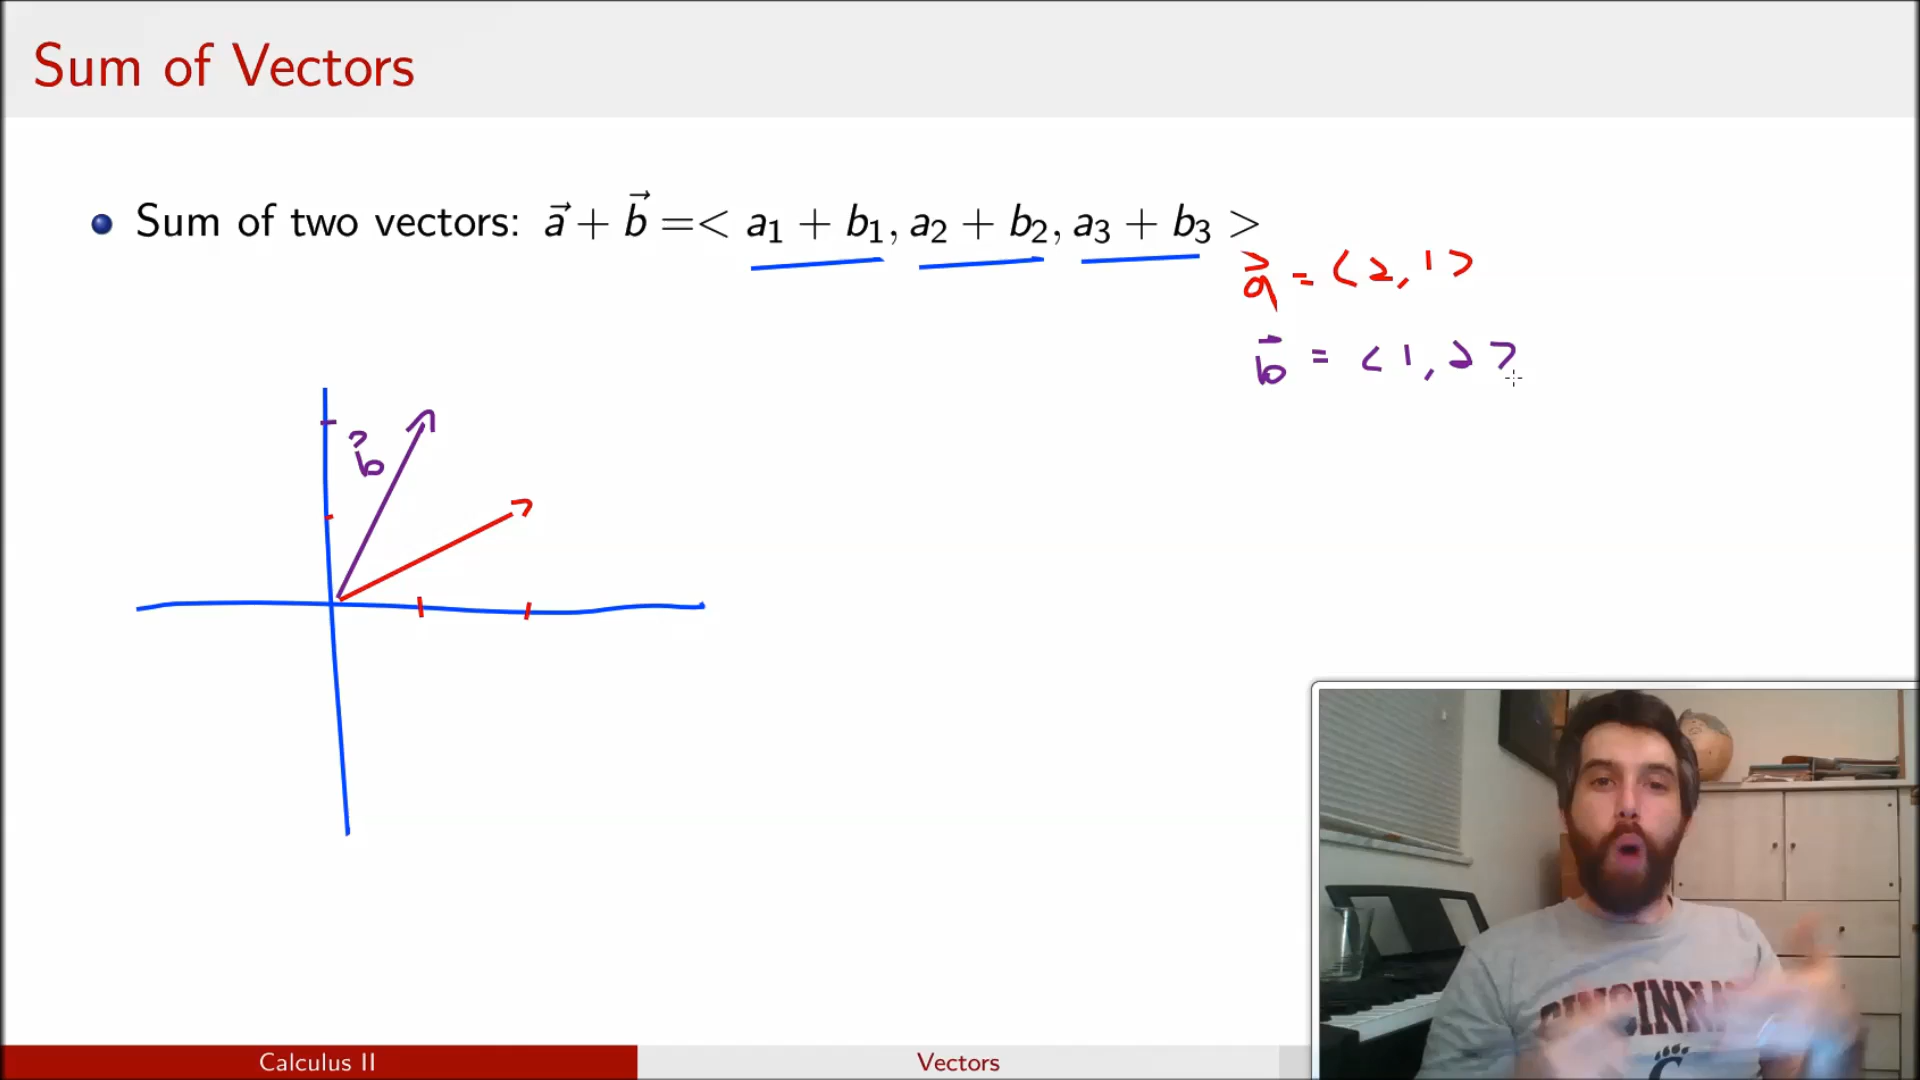 Sum of Vectors
Sum of two vectors: a⃗ + b⃗ =< a₁ + b₁, a₂ + b₂, a₃ + b₃ >
a⃗ = < 2, 1 >
b⃗ = < 1, 2 >
b⃗
CINCINNA
C
Calculus II
Vectors